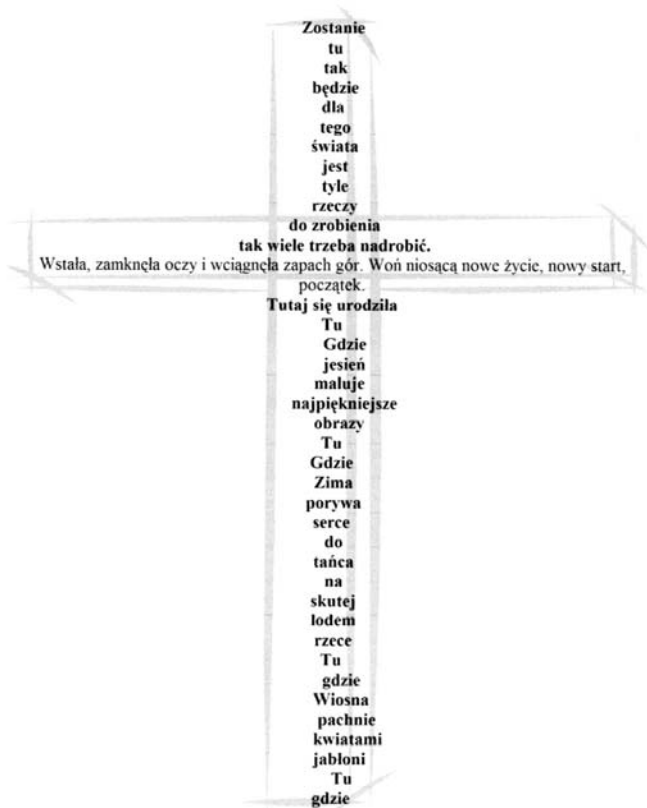 Zostanie
tu
tak
będzie
dla
tego
świata
jest
tyle
rzeczy
do zrobienia
tak wiele trzeba nadrobić.
Wstała, zamknęła oczy i wciągnęła zapach gór. Woń niosącą nowe życie, nowy start,
początek.
Tutaj się urodziła
Tu
Gdzie
jesień
maluje
najpiękniejsze
obrazy
Tu
Gdzie
Zima
porywa
serce
do
tańca
na
skutej
lodem
rzece
Tu
gdzie
Wiosna
pachnie
kwiatami
jabłoni
Tu
gdzie